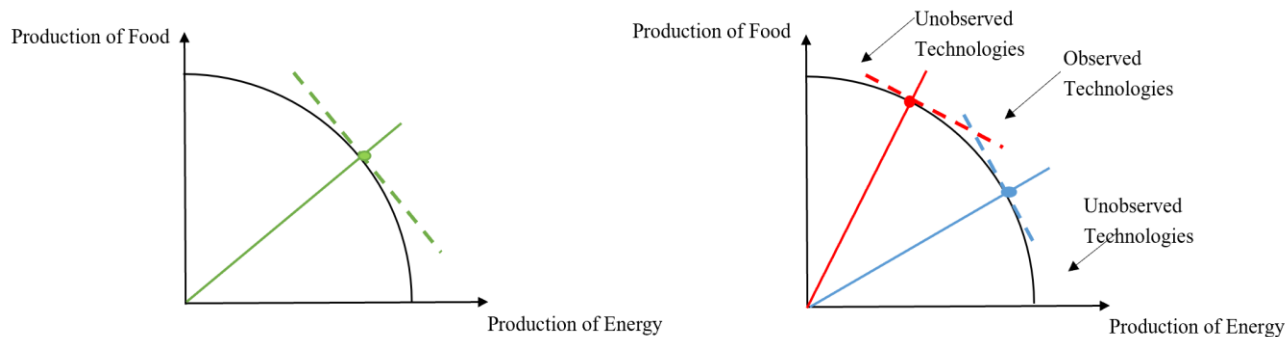 Production of Food
Production of Energy
Production of Food
Unobserved
Technologies
Observed
Technologies
Unobserved
Technologies
Production of Energy